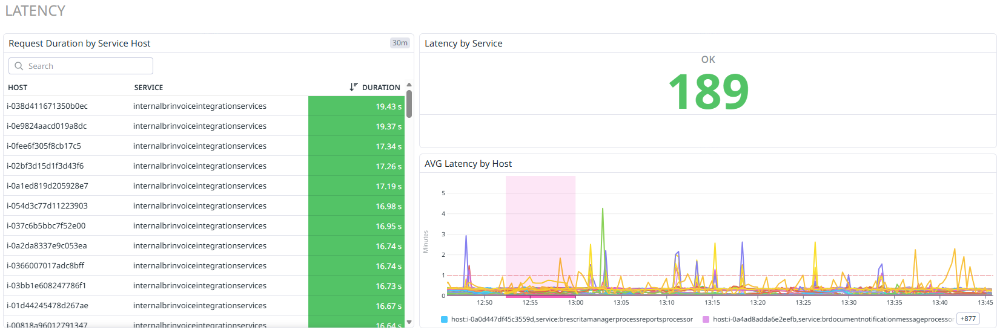 LATENCY
Request Duration by Service Host
30m
Search
HOST SERVICE DURATION
i-038d411671350b0ec internalbrinvoiceintegrationservices 19.43 s
i-0e9824aacd019a8dc internalbrinvoiceintegrationservices 19.37 s
i-0fee6f305f8cb17c5 internalbrinvoiceintegrationservices 17.34 s
i-02bf3d15d1f3d43f6 internalbrinvoiceintegrationservices 17.26 s
i-0a1ed819d205928e7 internalbrinvoiceintegrationservices 17.19 s
i-054d3c77d11223903 internalbrinvoiceintegrationservices 16.98 s
i-037c6b5bbc7f52e00 internalbrinvoiceintegrationservices 16.95 s
i-0a2da8337e9c053ea internalbrinvoiceintegrationservices 16.74 s
i-0366007017adc8bff internalbrinvoiceintegrationservices 16.74 s
i-03bb1e608247786f1 internalbrinvoiceintegrationservices 16.73 s
i-01d44245478d267ae internalbrinvoiceintegrationservices 16.67 s
i-00818a96012791347 internalbrinvoiceintegrationservices 16.64 s
Latency by Service
OK
189
AVG Latency by Host
Minutes
5
4
3
2
1
0
12:50 12:55 13:00 13:05 13:10 13:15 13:20 13:25 13:30 13:35 13:40 13:45
host:i-0a0d447df45c3559d,service:brescritamanagerprocessreportsprocessor host:i-0a4ad8adda6e2eefb,service:brdocumentnotificationmessageprocessor +877